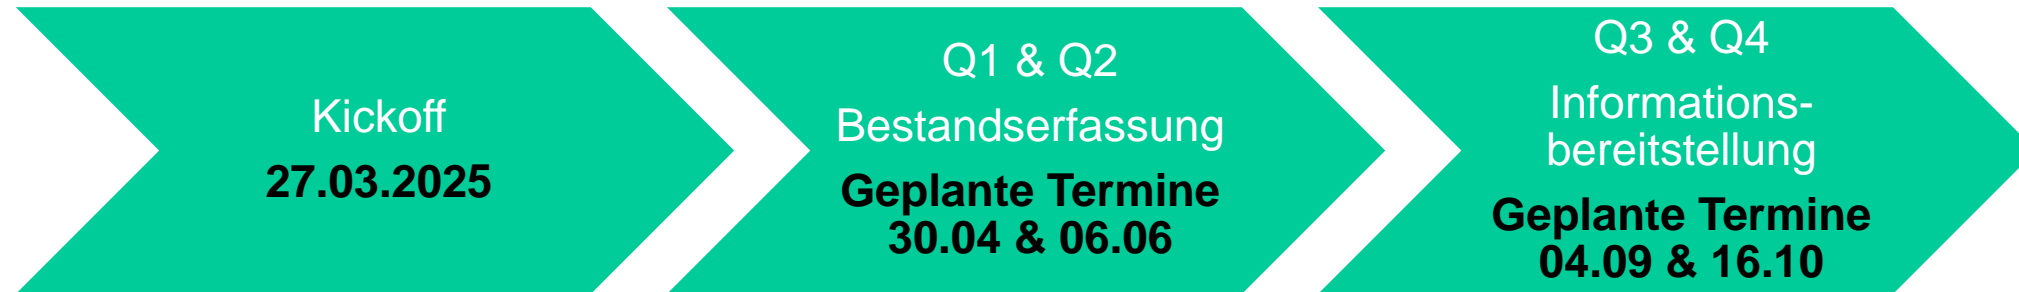 Kickoff
27.03.2025
Q1 & Q2
Bestandserfassung
Geplante Termine
30.04 & 06.06
Q3 & Q4
Informations-
bereitstellung
Geplante Termine
04.09 & 16.10